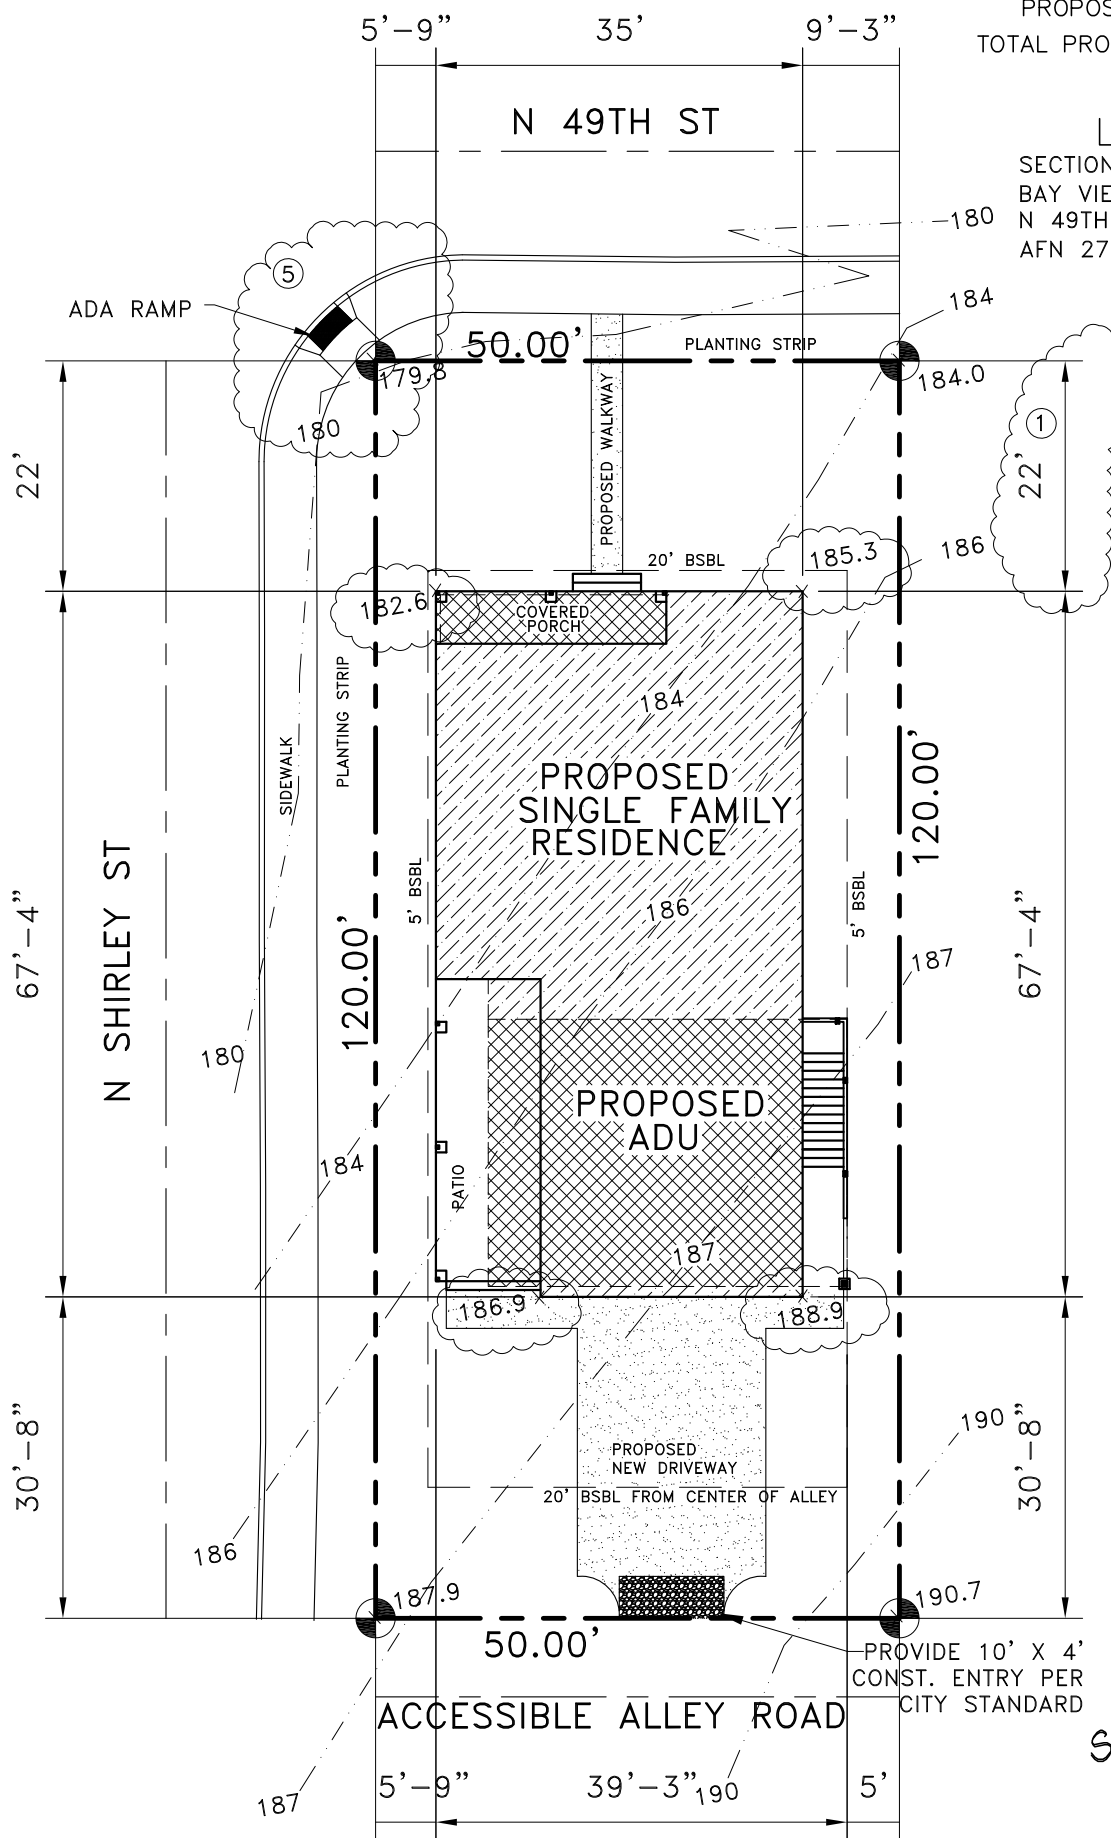 PROPOS
5'-9" 35' 9'-3"
TOTAL PRO
N 49TH ST
L
SECTION
BAY VIE
N 49TH
AFN 27
180
5
184
ADA RAMP
50.00'
PLANTING STRIP
179.8
184.0
180
1
22'
22'
PROPOSED WALKWAY
20' BSBL
185.3
186
182.6
COVERED
PORCH
PLANTING STRIP
184
SIDEWALK
PROPOSED
SINGLE FAMILY
RESIDENCE
120.00'
5' BSBL
5' BSBL
186
N SHIRLEY ST
67'-4"
67'-4"
120.00'
187
180
PROPOSED
ADU
184
PATIO
187
186.9
188.9
30'-8"
30'-8"
190
PROPOSED
NEW DRIVEWAY
20' BSBL FROM CENTER OF ALLEY
186
187.9
190.7
50.00'
PROVIDE 10' X 4'
CONST. ENTRY PER
CITY STANDARD
ACCESSIBLE ALLEY ROAD
S
187
5'-9" 39'-3" 5'
190